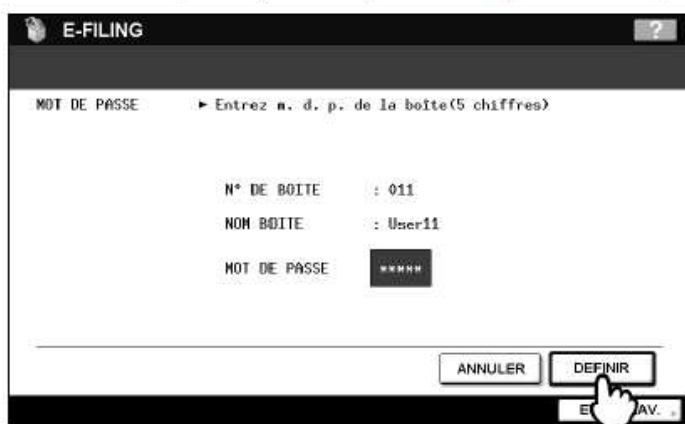 E-FILING
?
MOT DE PASSE ► Entrez m. d. p. de la boîte(5 chiffres)
N° DE BOITE : 011
NOM BOITE : User11
MOT DE PASSE *****
ANNULER DEFINIR